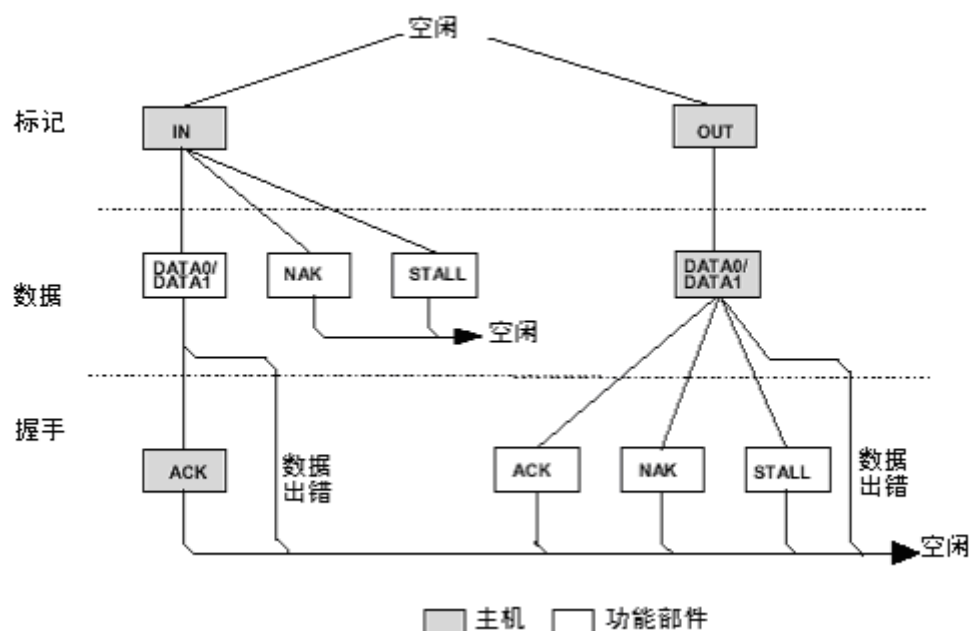 空闲
标记
IN
OUT
DATA0/
DATA1
NAK
STALL
DATA0/
DATA1
数据
空闲
握手
ACK
数据
出错
ACK
NAK
STALL
数据
出错
空闲
主机
功能部件